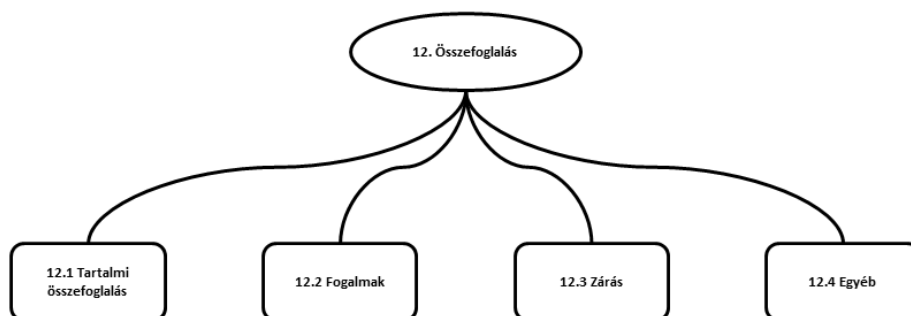 12. Összefoglalás
12.1 Tartalmi
összefoglalás
12.2 Fogalmak
12.3 Zárás
12.4 Egyéb